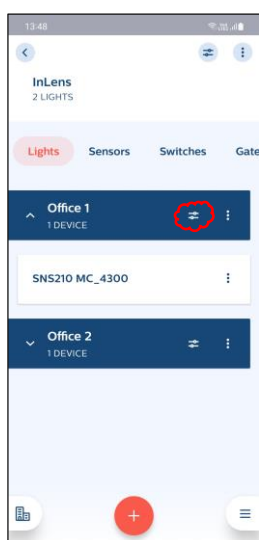 13:48
InLens
2 LIGHTS
Lights Sensors Switches Gate
Office 1
1 DEVICE
SNS210 MC_4300
Office 2
1 DEVICE